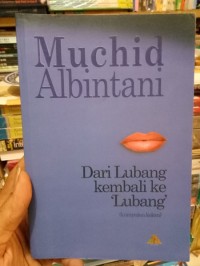 Muchid
Albintani
Dari Lubang
kembali ke
'Lubang'